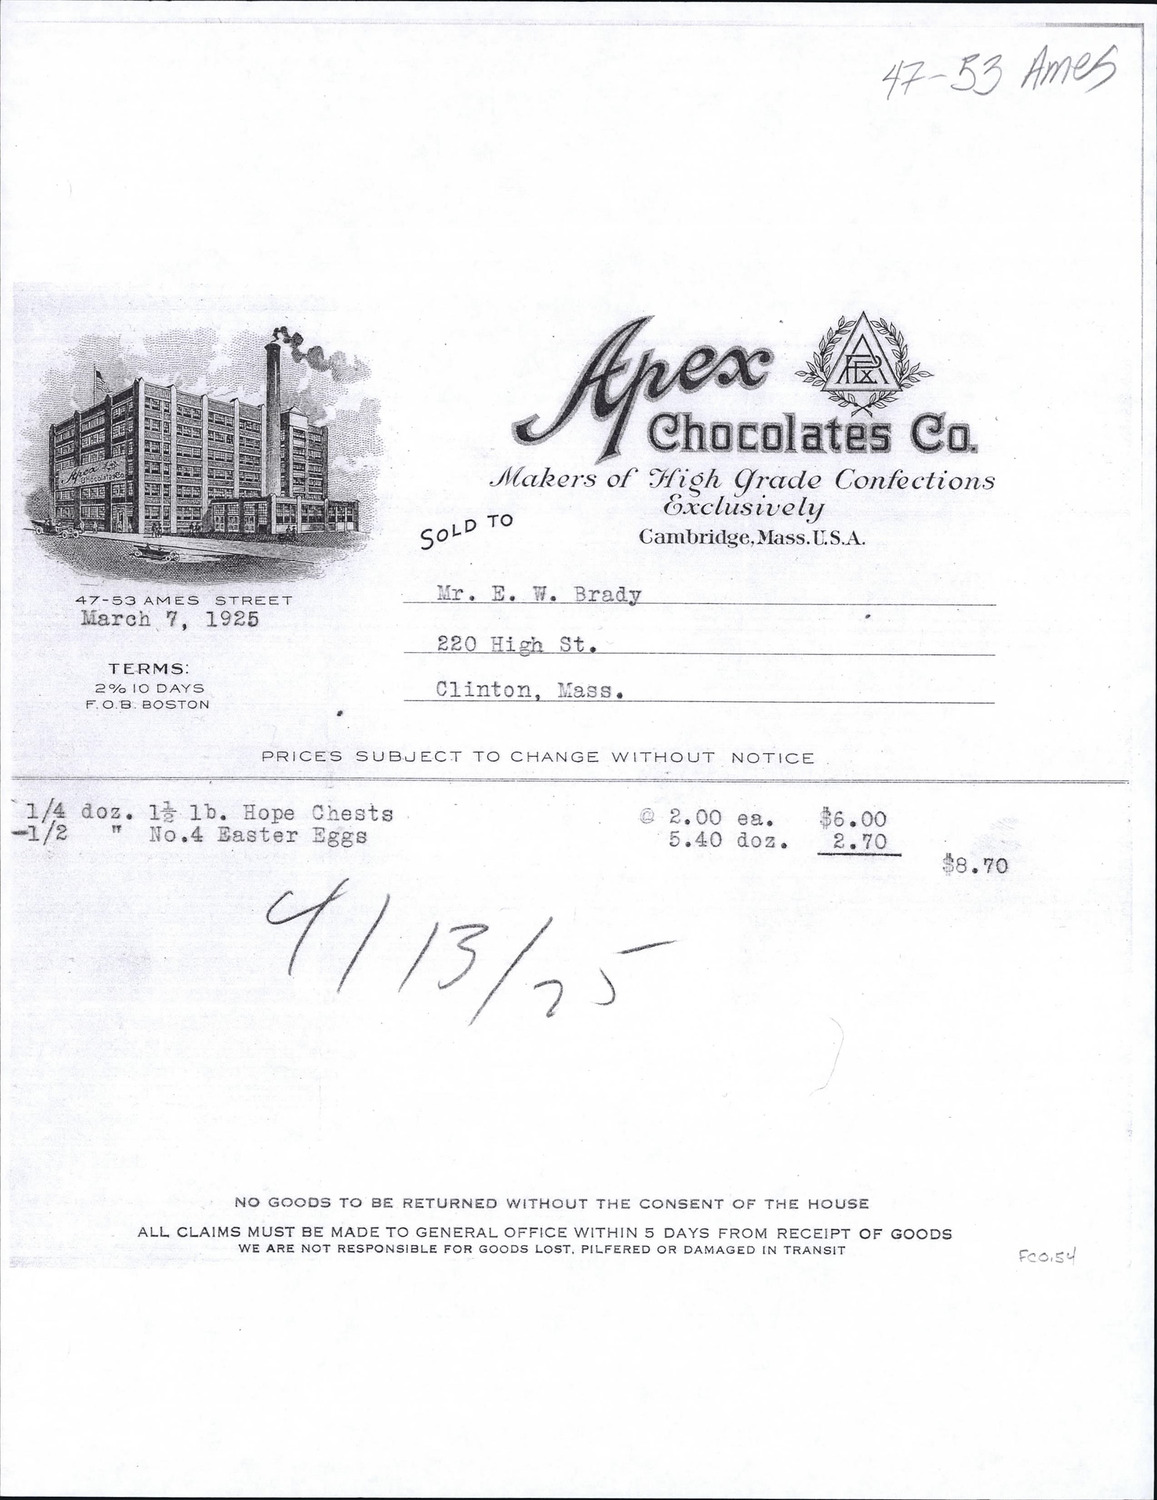 47-53 Ames
Apex
Chocolates Co.
Makers of High Grade Confections
Exclusively
Cambridge, Mass. U.S.A.
47-53 AMES STREET
March 7, 1925
TERMS:
2% 10 DAYS
F.O.B. BOSTON
SOLD TO
Mr. E. W. Brady
220 High St.
Clinton, Mass.
PRICES SUBJECT TO CHANGE WITHOUT NOTICE
1/4 doz. 1½ lb. Hope Chests @ 2.00 ea. $6.00
-1/2 " No.4 Easter Eggs 5.40 doz. 2.70
$8.70
4/13/25
NO GOODS TO BE RETURNED WITHOUT THE CONSENT OF THE HOUSE
ALL CLAIMS MUST BE MADE TO GENERAL OFFICE WITHIN 5 DAYS FROM RECEIPT OF GOODS
WE ARE NOT RESPONSIBLE FOR GOODS LOST, PILFERED OR DAMAGED IN TRANSIT
FCO.54